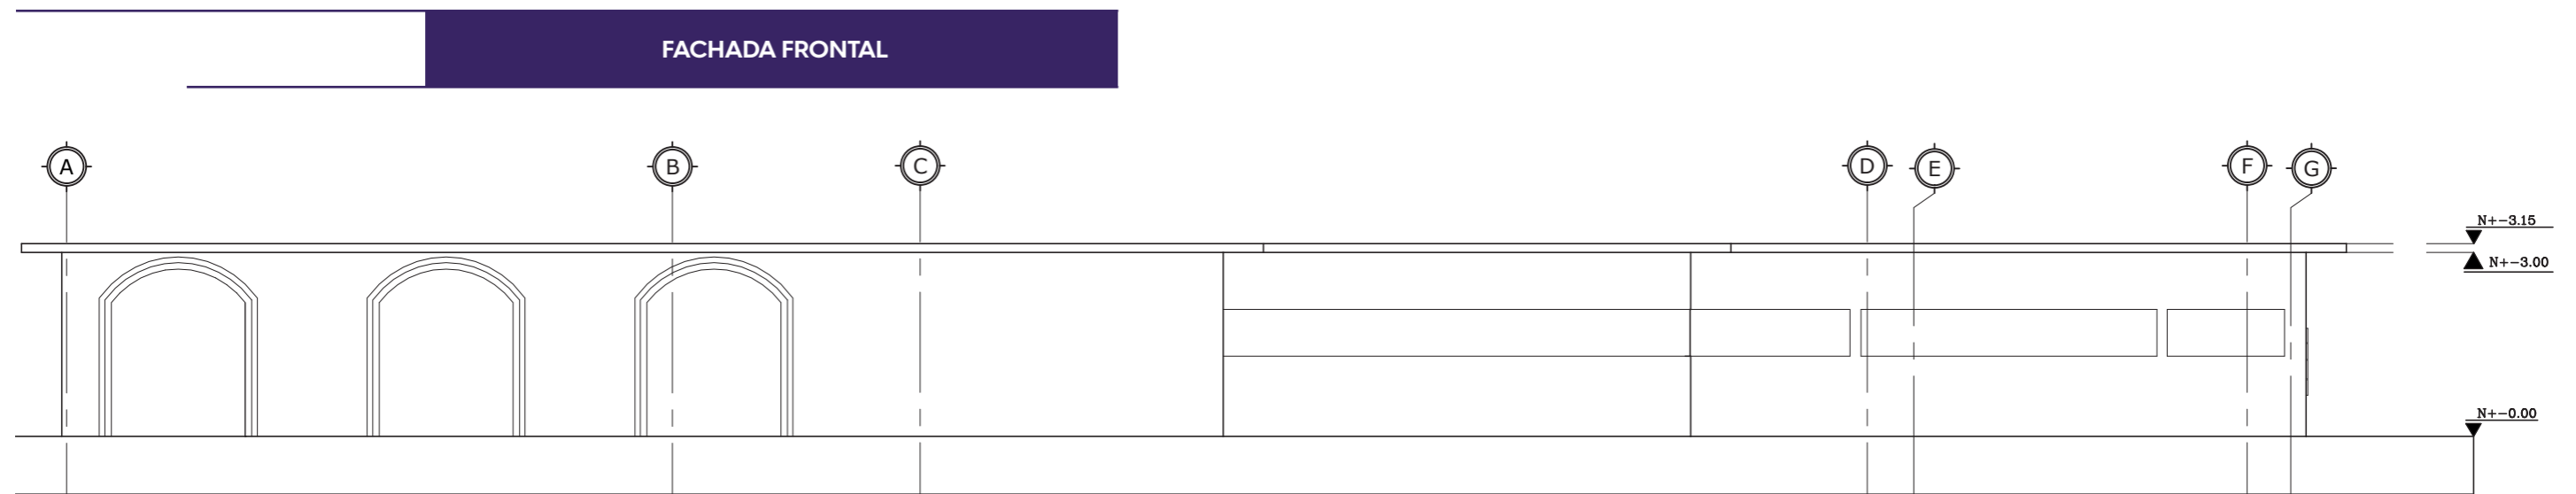 FACHADA FRONTAL
A
B
C
D
E
F
G
N+-3.15
N+-3.00
N+-0.00